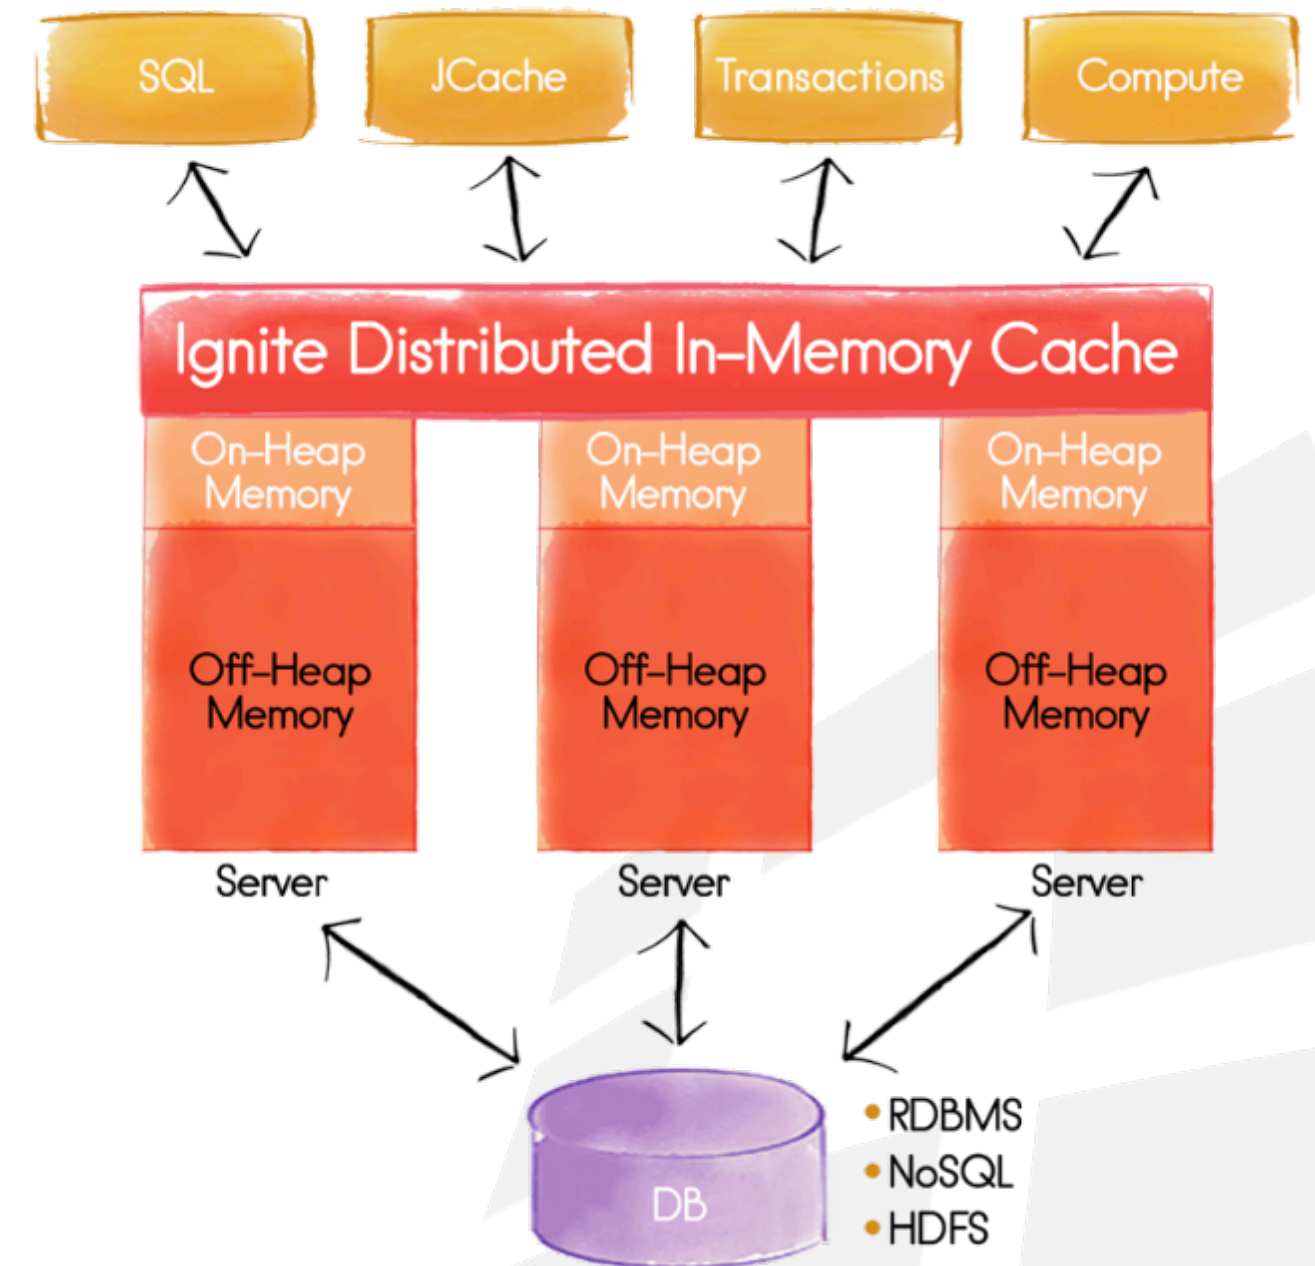 SQL
JCache
Transactions
Compute
Ignite Distributed In-Memory Cache
On-Heap
Memory
On-Heap
Memory
On-Heap
Memory
Off-Heap
Memory
Off-Heap
Memory
Off-Heap
Memory
Server
Server
Server
DB
• RDBMS
• NoSQL
• HDFS